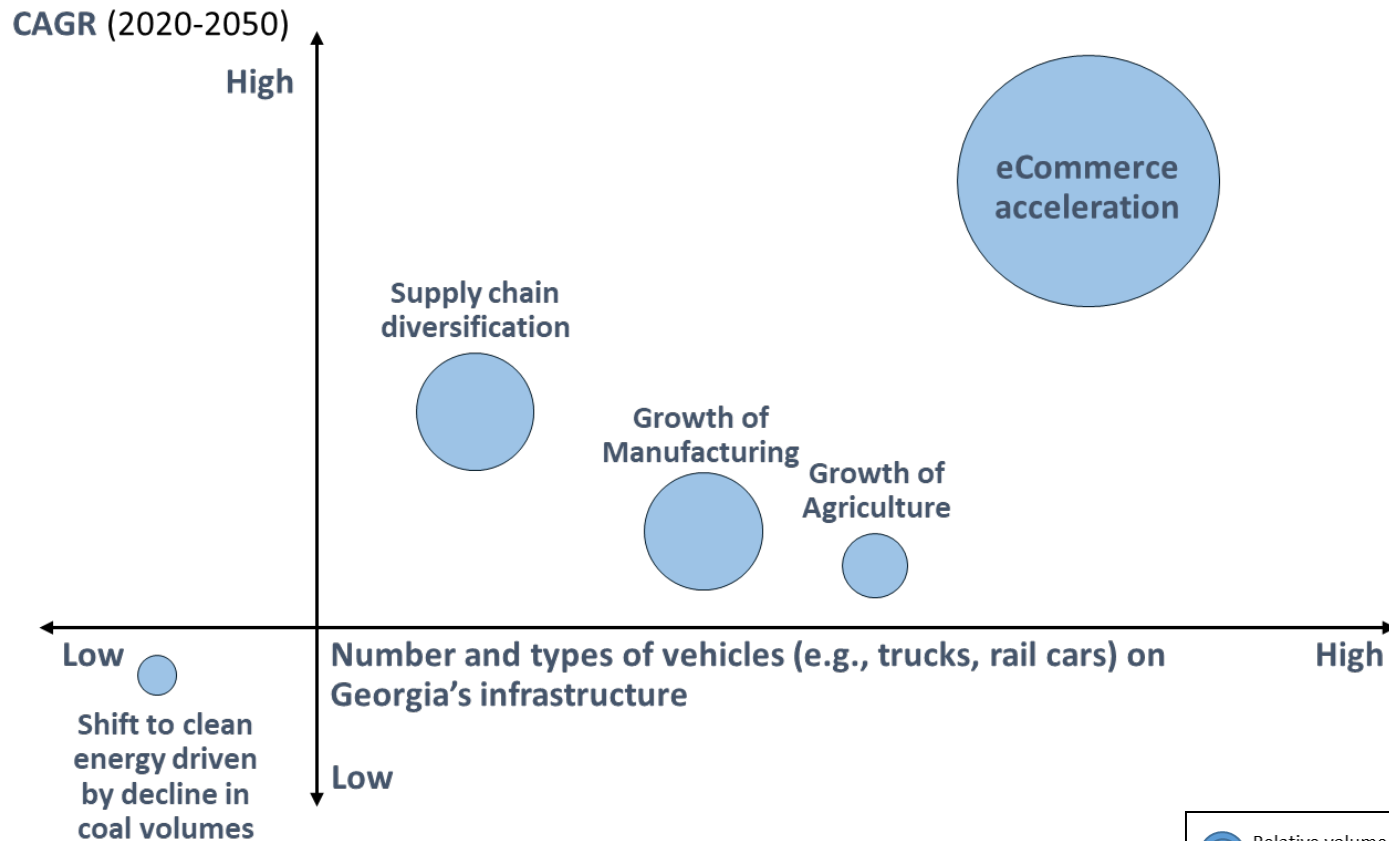 CAGR (2020-2050)
High
eCommerce
acceleration
Supply chain
diversification
Growth of
Manufacturing
Growth of
Agriculture
Low
Number and types of vehicles (e.g., trucks, rail cars) on
Georgia's infrastructure
High
Shift to clean
energy driven
by decline in
coal volumes
Low
Relative volume